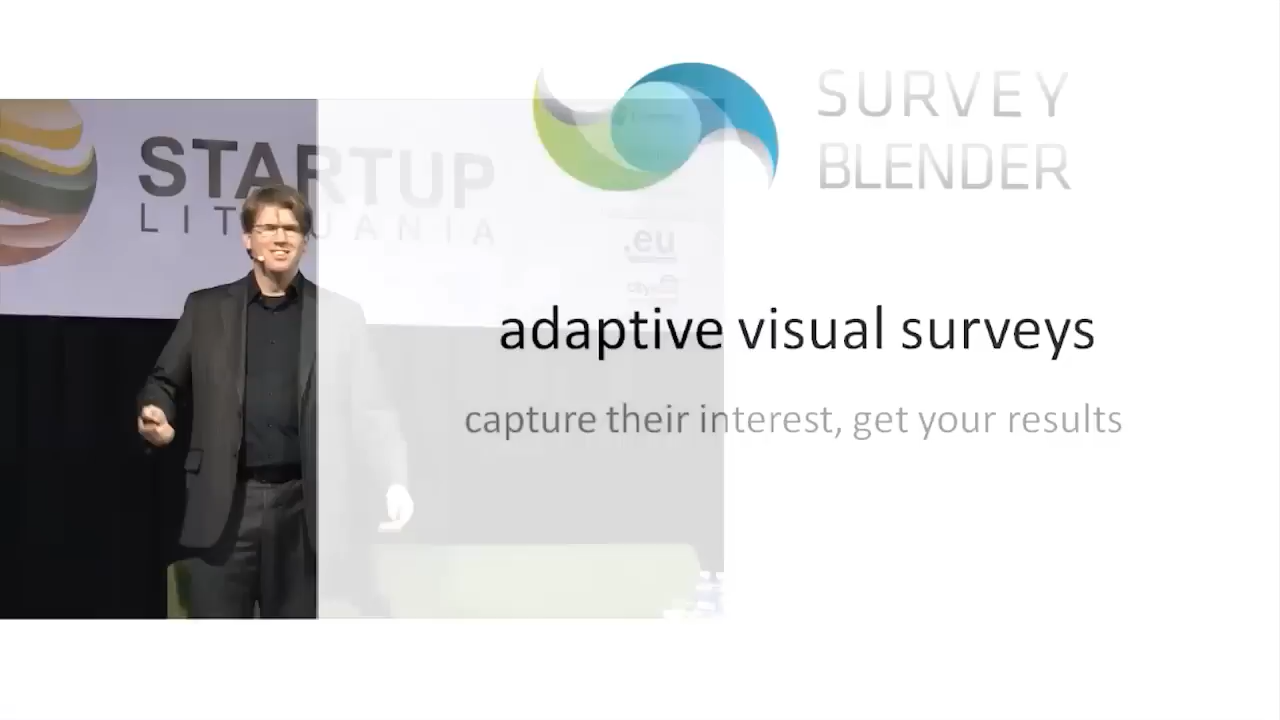 SURVEY
BLENDER
STARTUP
LITHUANIA
.eu
adaptive visual surveys
capture their interest, get your results